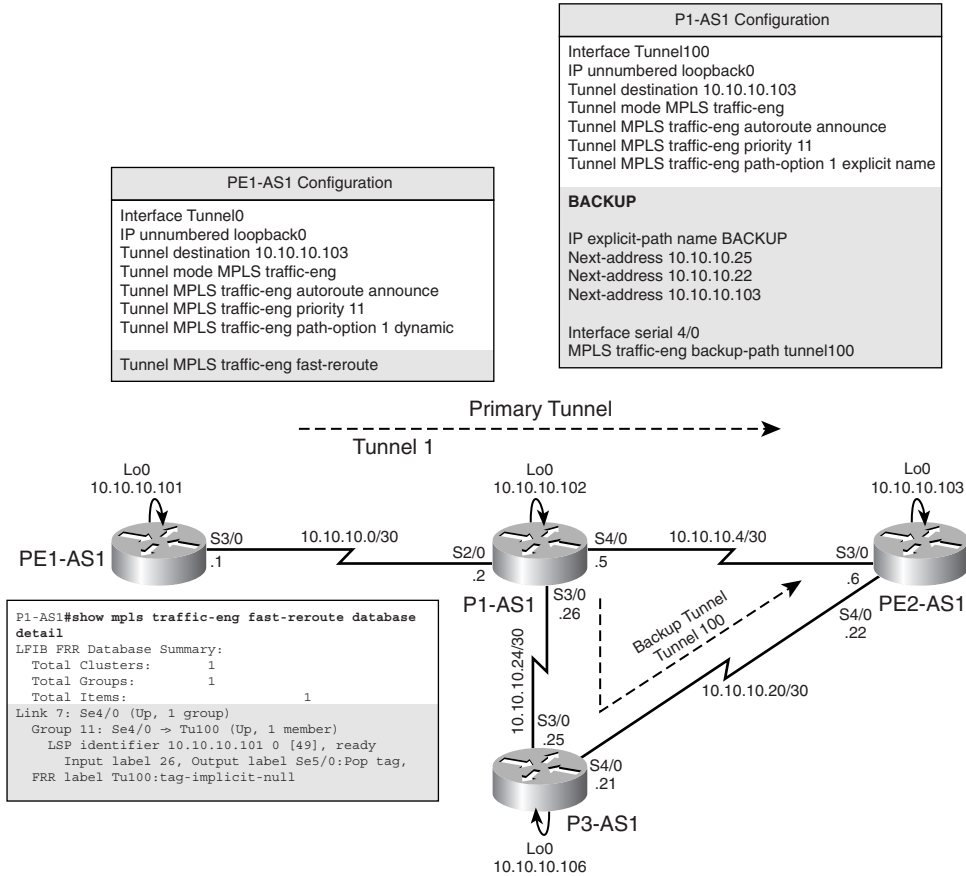 P1-AS1 Configuration
Interface Tunnel100
IP unnumbered loopback0
Tunnel destination 10.10.10.103
Tunnel mode MPLS traffic-eng
Tunnel MPLS traffic-eng autoroute announce
Tunnel MPLS traffic-eng priority 11
Tunnel MPLS traffic-eng path-option 1 explicit name
BACKUP
IP explicit-path name BACKUP
Next-address 10.10.10.25
Next-address 10.10.10.22
Next-address 10.10.10.103
Interface serial 4/0
MPLS traffic-eng backup-path tunnel100
PE1-AS1 Configuration
Interface Tunnel0
IP unnumbered loopback0
Tunnel destination 10.10.10.103
Tunnel mode MPLS traffic-eng
Tunnel MPLS traffic-eng autoroute announce
Tunnel MPLS traffic-eng priority 11
Tunnel MPLS traffic-eng path-option 1 dynamic
Tunnel MPLS traffic-eng fast-reroute
Primary Tunnel
Tunnel 1
Lo0
10.10.10.101
Lo0
10.10.10.102
Lo0
10.10.10.103
PE1-AS1
S3/0
.1
10.10.10.0/30
S2/0
.2
P1-AS1
S4/0
.5
10.10.10.4/30
S3/0
.6
PE2-AS1
S3/0
.26
S4/0
.22
Backup Tunnel
Tunnel 100
10.10.10.24/30
10.10.10.20/30
S3/0
.25
S4/0
.21
P3-AS1
Lo0
10.10.10.106
P1-AS1#show mpls traffic-eng fast-reroute database
detail
LFIB FRR Database Summary:
Total Clusters: 1
Total Groups: 1
Total Items: 1
Link 7: Se4/0 (Up, 1 group)
Group 11: Se4/0 -> Tu100 (Up, 1 member)
LSP identifier 10.10.10.101 0 [49], ready
Input label 26, Output label Se5/0:Pop tag,
FRR label Tu100:tag-implicit-null